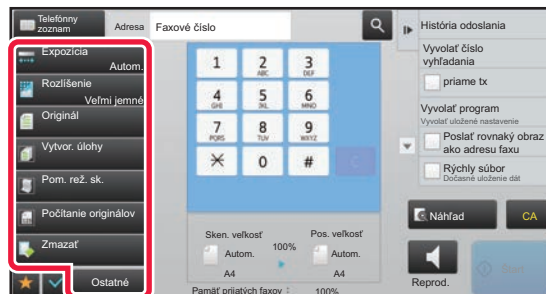 Telefónny
zoznam
Adresa
Faxové číslo
Expozícia
Autom.
Rozlíšenie
Veľmi jemné
Originál
Vytvor. úlohy
Pom. rež. sk.
Počítanie originálov
Zmazať
Ostatné
1
2
ABC
3
DEF
4
GHI
5
JKL
6
MNO
7
PQRS
8
TUV
9
WXYZ
0
#
C
Sken. veľkosť
100%
Pos. veľkosť
Autom.
Autom.
A4
A4
Pamäť prijatých faxov :
100%
História odoslania
Vyvolať číslo
vyhľadania
priame tx
Vyvolať program
Vyvolať uložené nastavenie
Poslať rovnaký obraz
ako adresu faxu
Rýchly súbor
Dočasné uloženie dát
Náhľad
CA
Reprod.
Štart